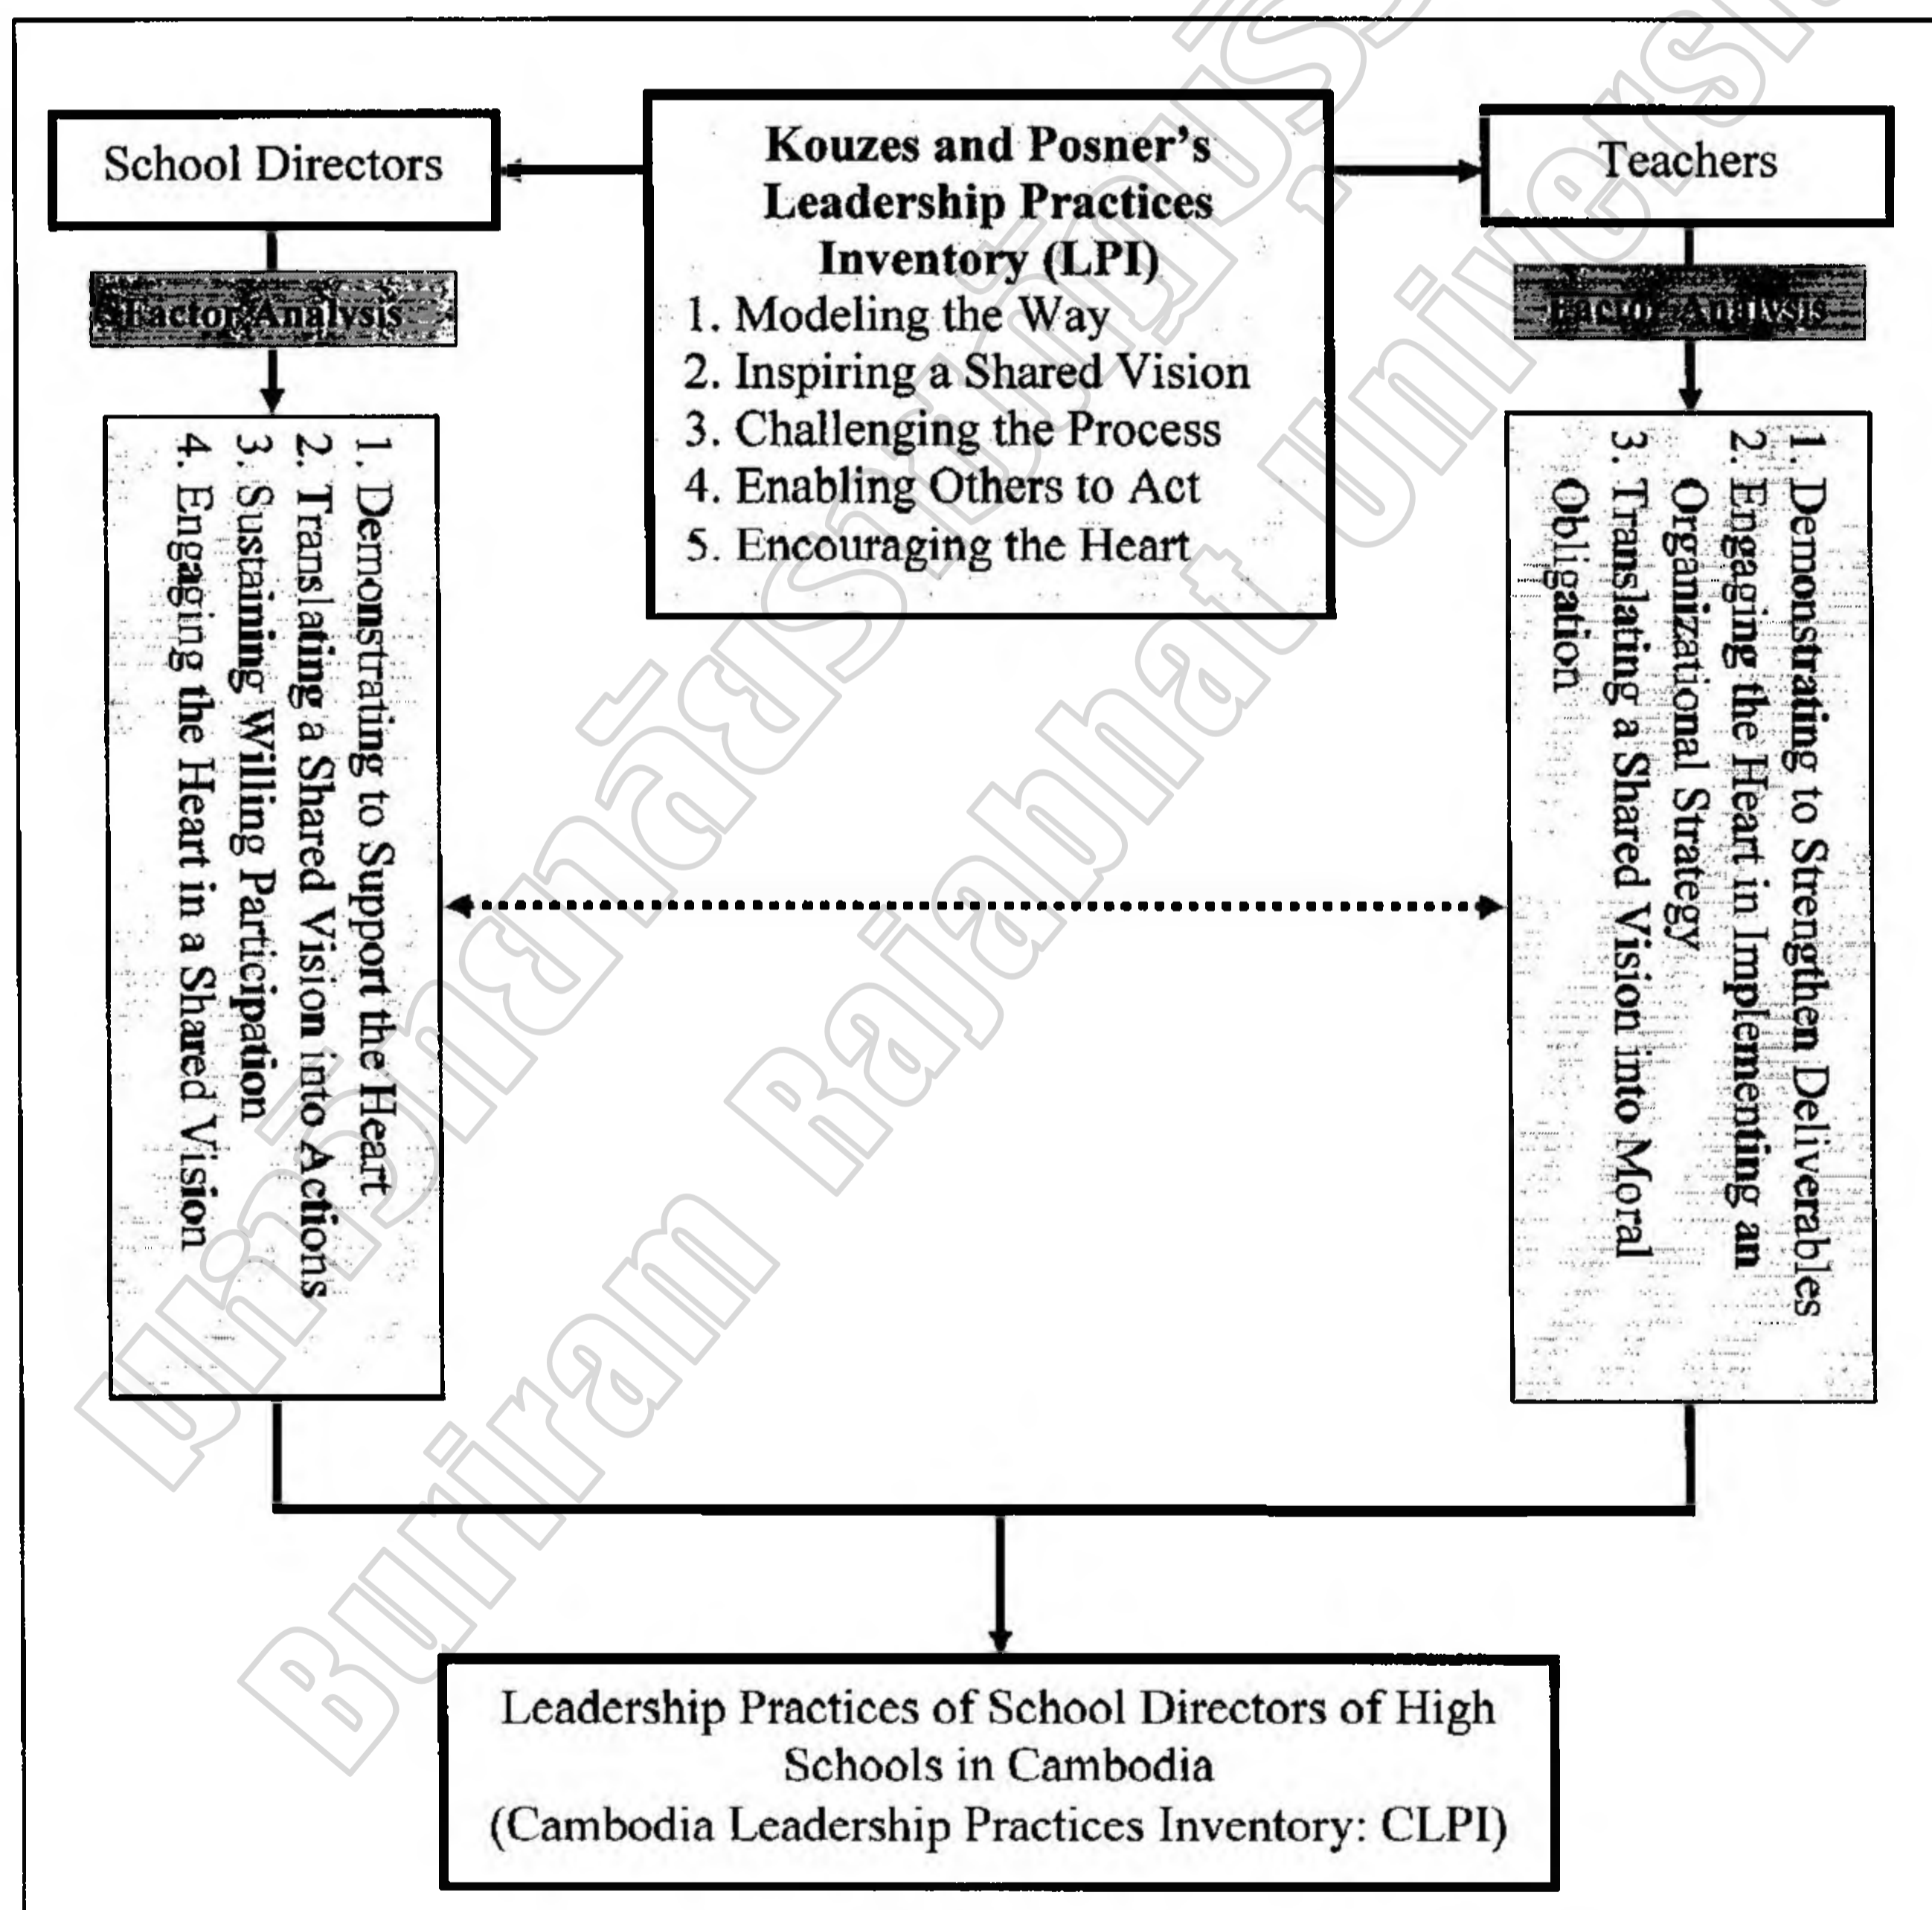 School Directors
Kouzes and Posner's
Leadership Practices
Inventory (LPI)
1. Modeling the Way
2. Inspiring a Shared Vision
3. Challenging the Process
4. Enabling Others to Act
5. Encouraging the Heart
Teachers
Factor Analysis
Factor Analysis
1. Demonstrating to Support the Heart
2. Translating a Shared Vision into Actions
3. Sustaining Willing Participation
4. Engaging the Heart in a Shared Vision
1. Demonstrating to Strengthen Deliverables
2. Engaging the Heart in Implementing an
Organizational Strategy
3. Translating a Shared Vision into Moral
Obligation
Leadership Practices of School Directors of High
Schools in Cambodia
(Cambodia Leadership Practices Inventory: CLPI)
Buriram Rajabhat